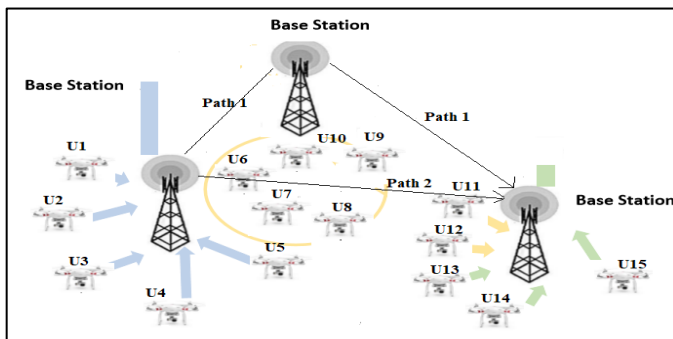 Base Station
Base Station
Path 1
Path 1
U1
U10
U9
U6
Path 2
U11
U2
U7
U8
Base Station
U12
U3
U5
U13
U15
U4
U14